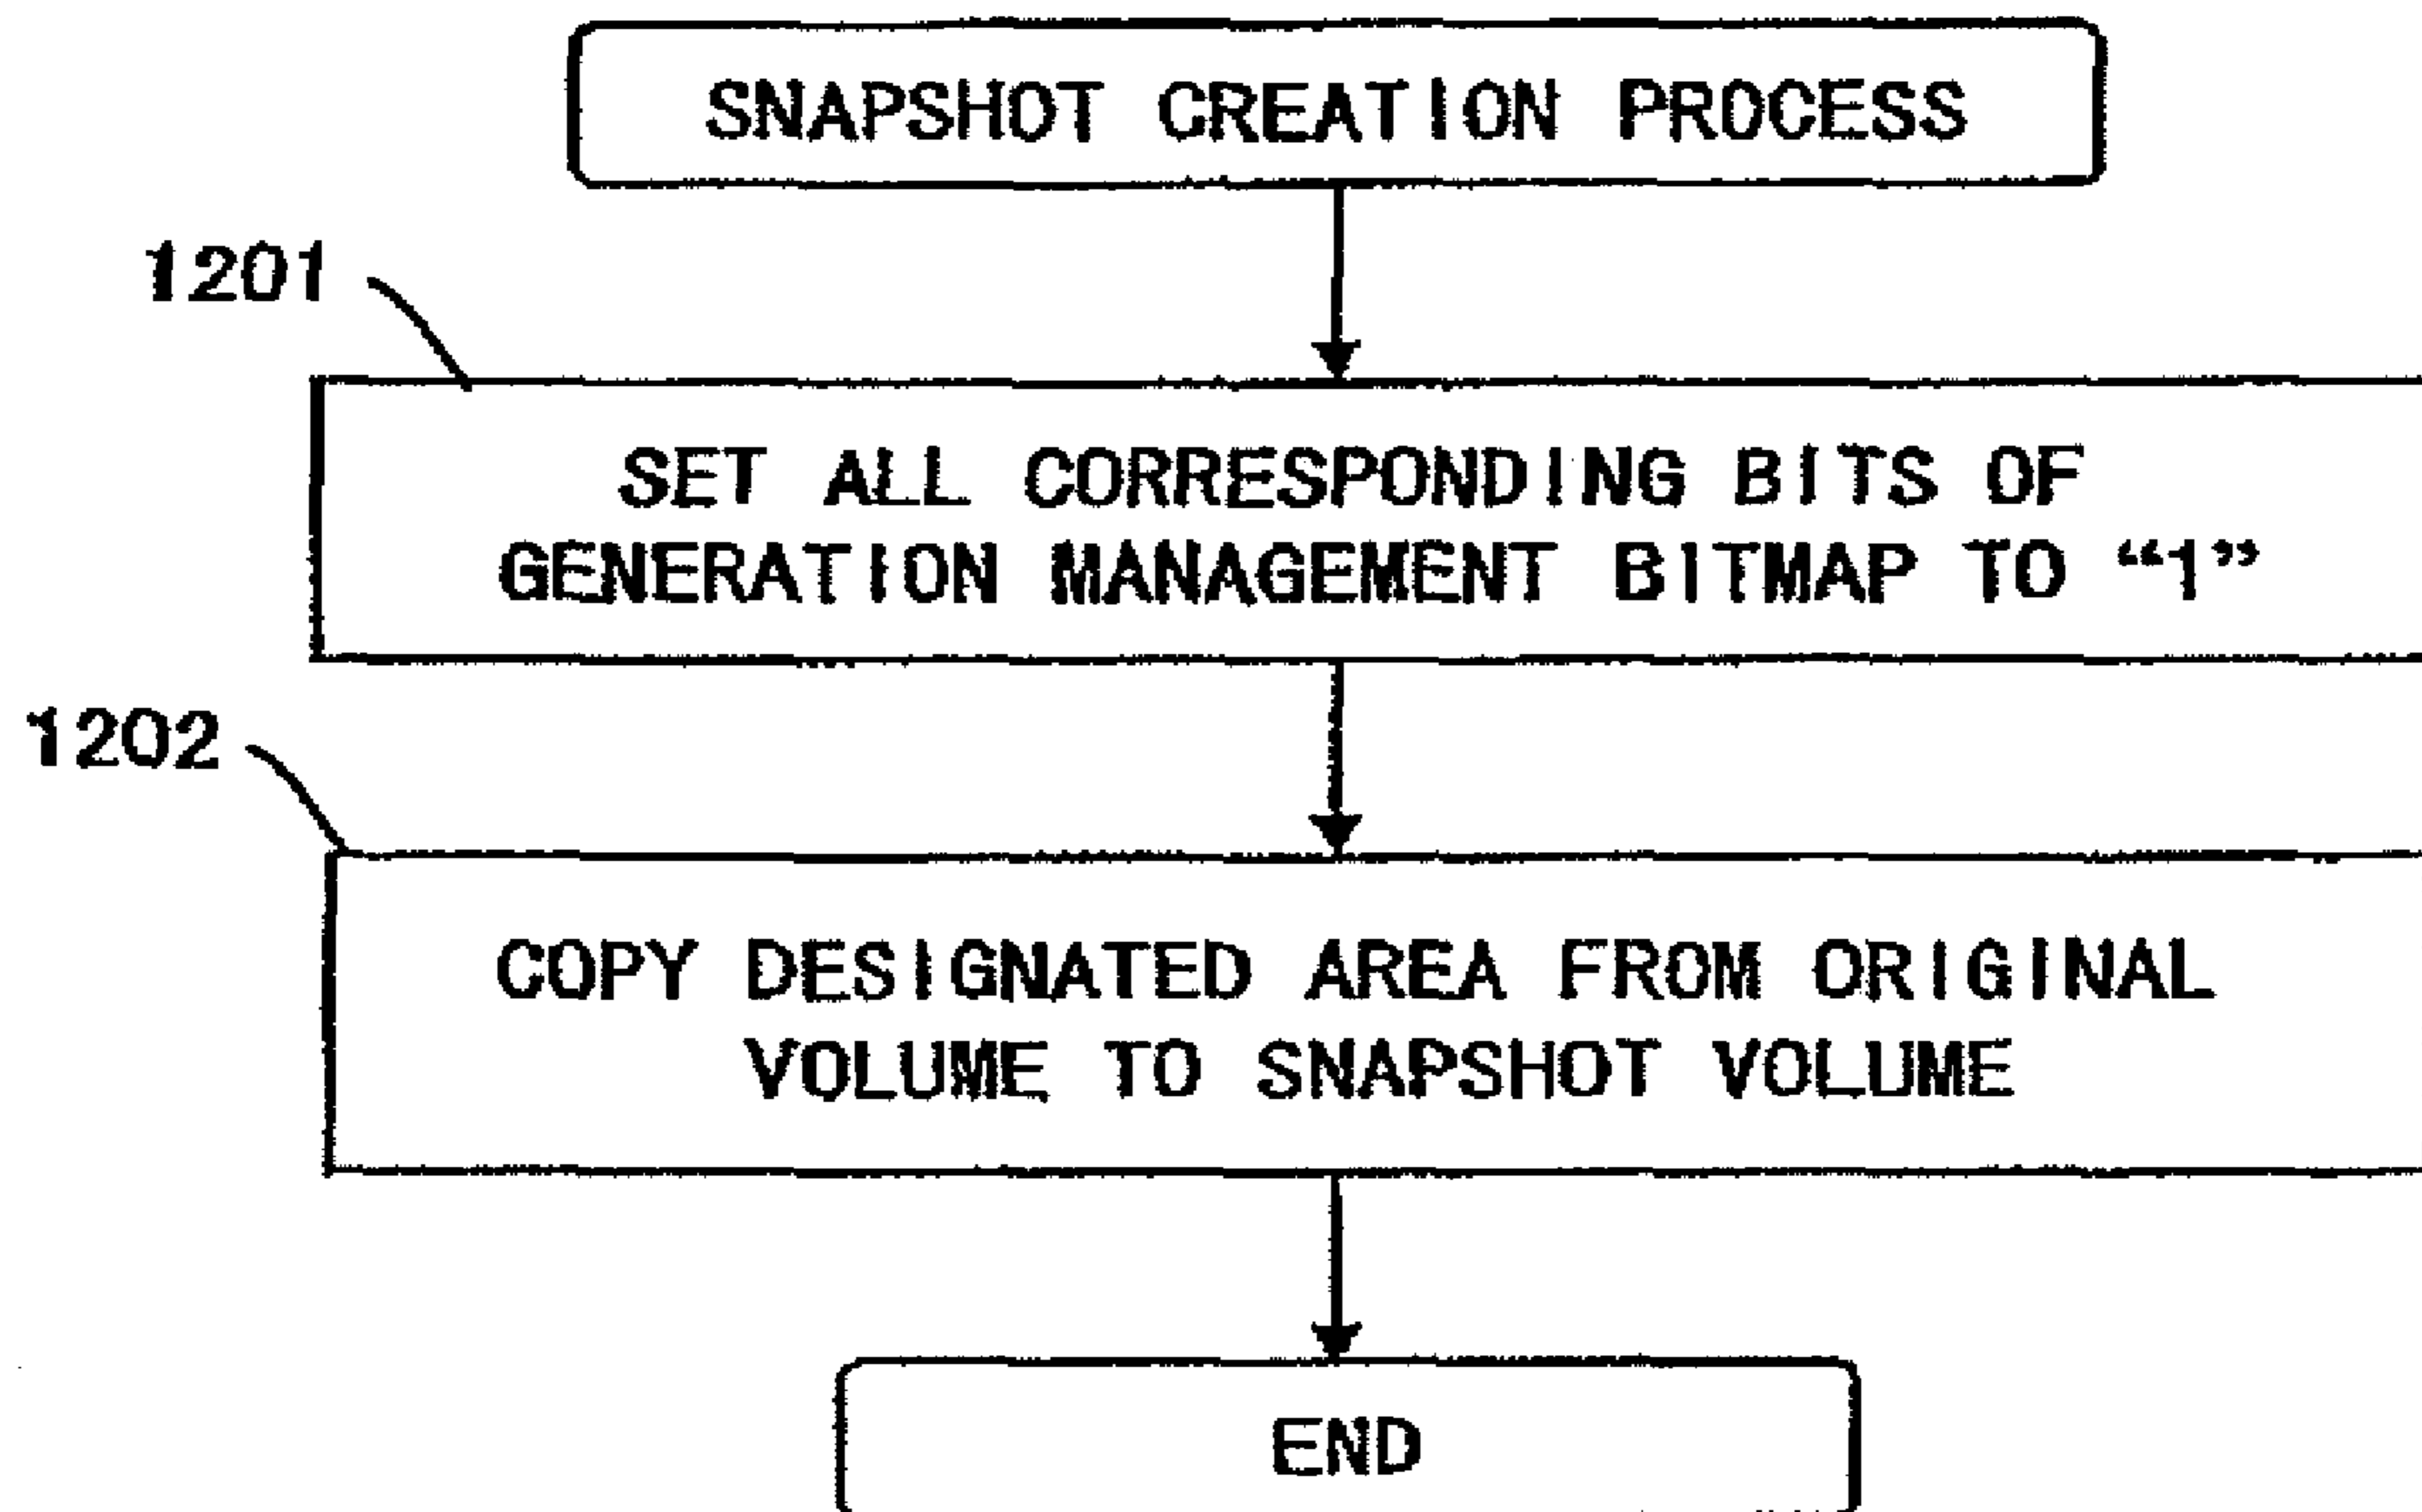 SNAPSHOT CREATION PROCESS
1201
SET ALL CORRESPONDING BITS OF
GENERATION MANAGEMENT BITMAP TO “1”
1202
COPY DESIGNATED AREA FROM ORIGINAL
VOLUME TO SNAPSHOT VOLUME
END